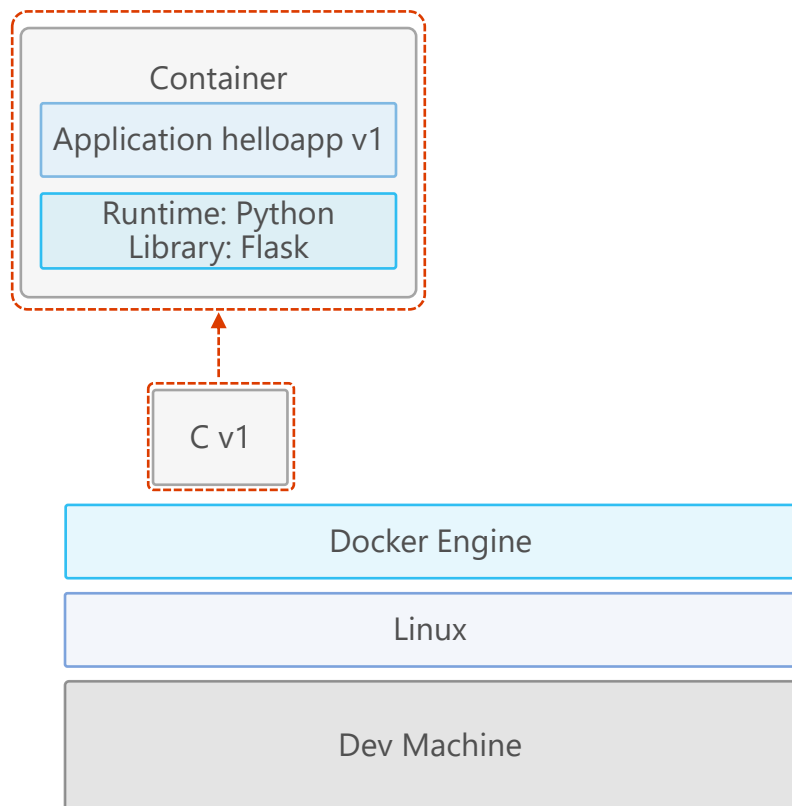 Container
Application helloapp v1
Runtime: Python
Library: Flask
C v1
Docker Engine
Linux
Dev Machine